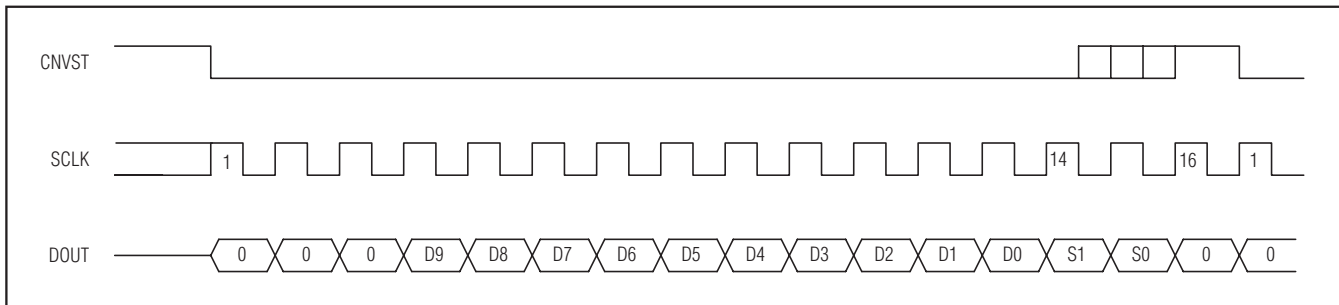 CNVST
SCLK 1 14 16 1
DOUT 0 0 0 D9 D8 D7 D6 D5 D4 D3 D2 D1 D0 S1 S0 0 0